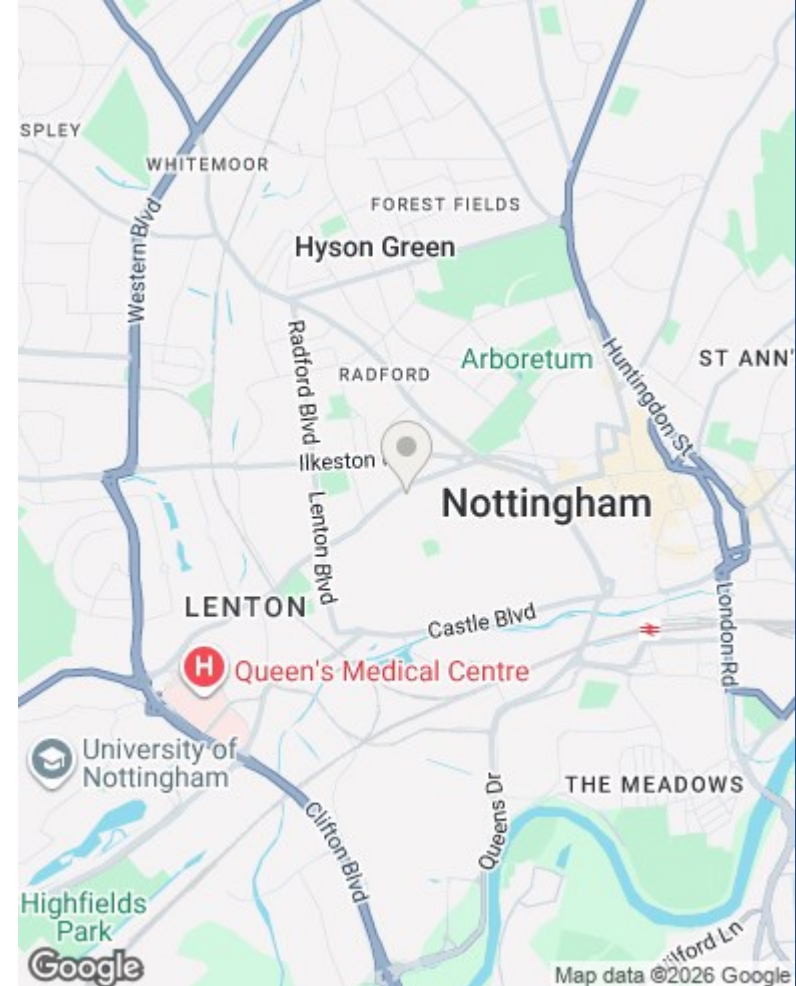 SPLEY
WHITEMOOR
Western Blvd
FOREST FIELDS
Hyson Green
Radford Blvd
RADFORD
Arboretum
Huntingdon St
ST ANN'
Ilkeston
Nottingham
Lenton Blvd
LENTON
Castle Blvd
London Rd
H
Queen's Medical Centre
University of
Nottingham
THE MEADOWS
Queens Dr
Clifton Blvd
Highfields
Park
Wilford Ln
Google
Map data ©2026 Google